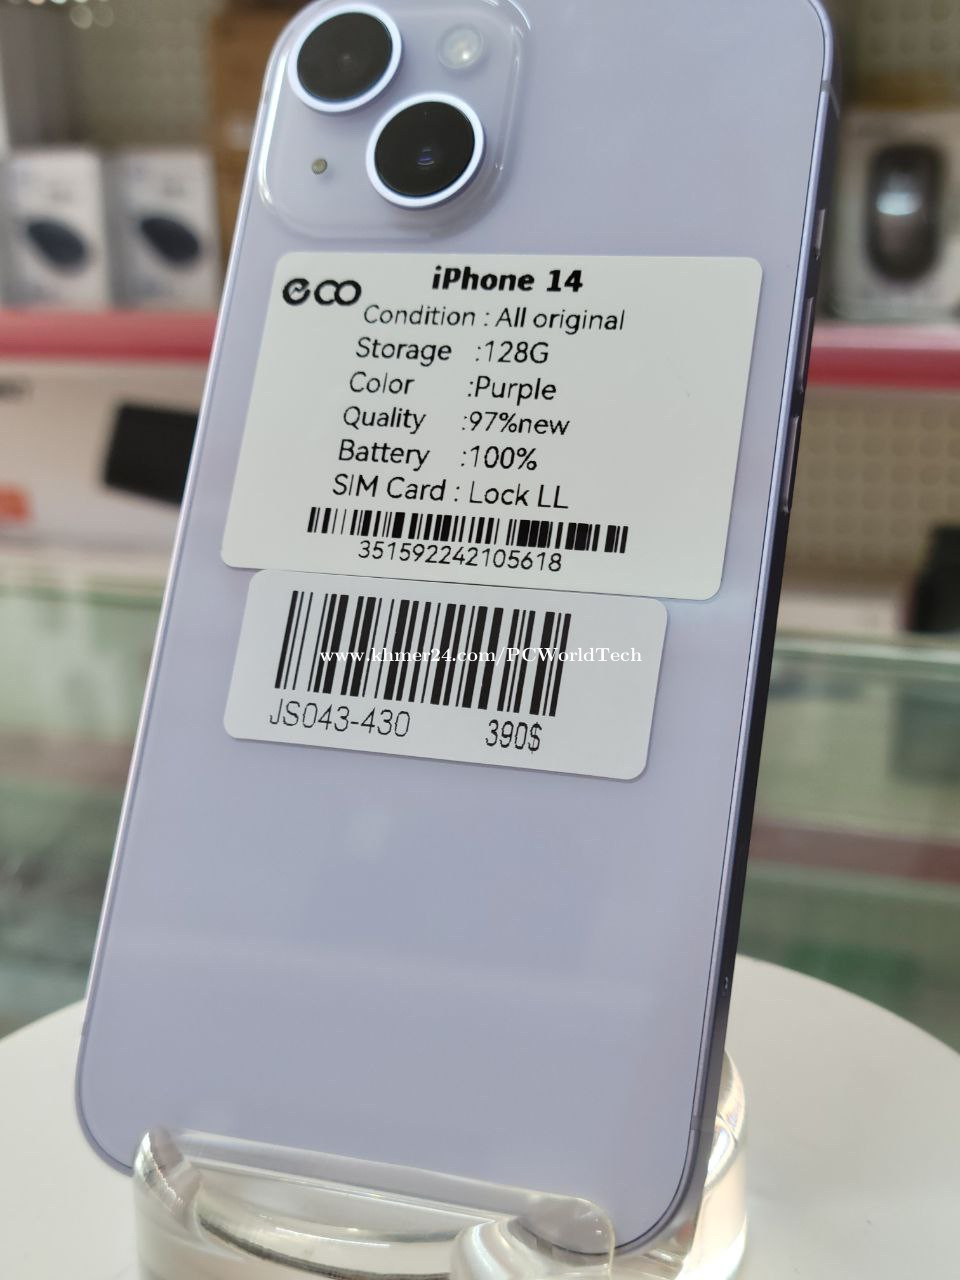 eco
iPhone 14
Condition : All original
Storage :128G
Color :Purple
Quality :97%new
Battery :100%
SIM Card : Lock LL
351592242105618
www.khmer24.com/PCWorldTech
JS043-430 390$